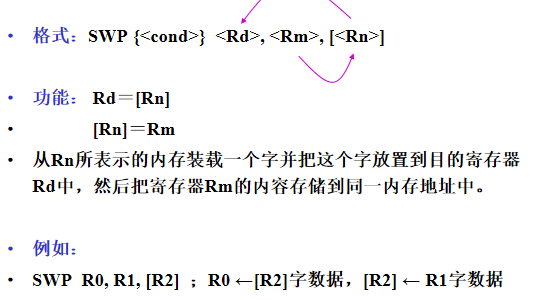 • 格式：SWP {<cond>} <Rd>, <Rm>, [<Rn>]
• 功能： Rd＝[Rn]
• [Rn]＝Rm
• 从Rn所表示的内存装载一个字并把这个字放置到目的寄存器
Rd中，然后把寄存器Rm的内容存储到同一内存地址中。
• 例如：
• SWP R0, R1, [R2] ；R0 ←[R2]字数据，[R2] ← R1字数据